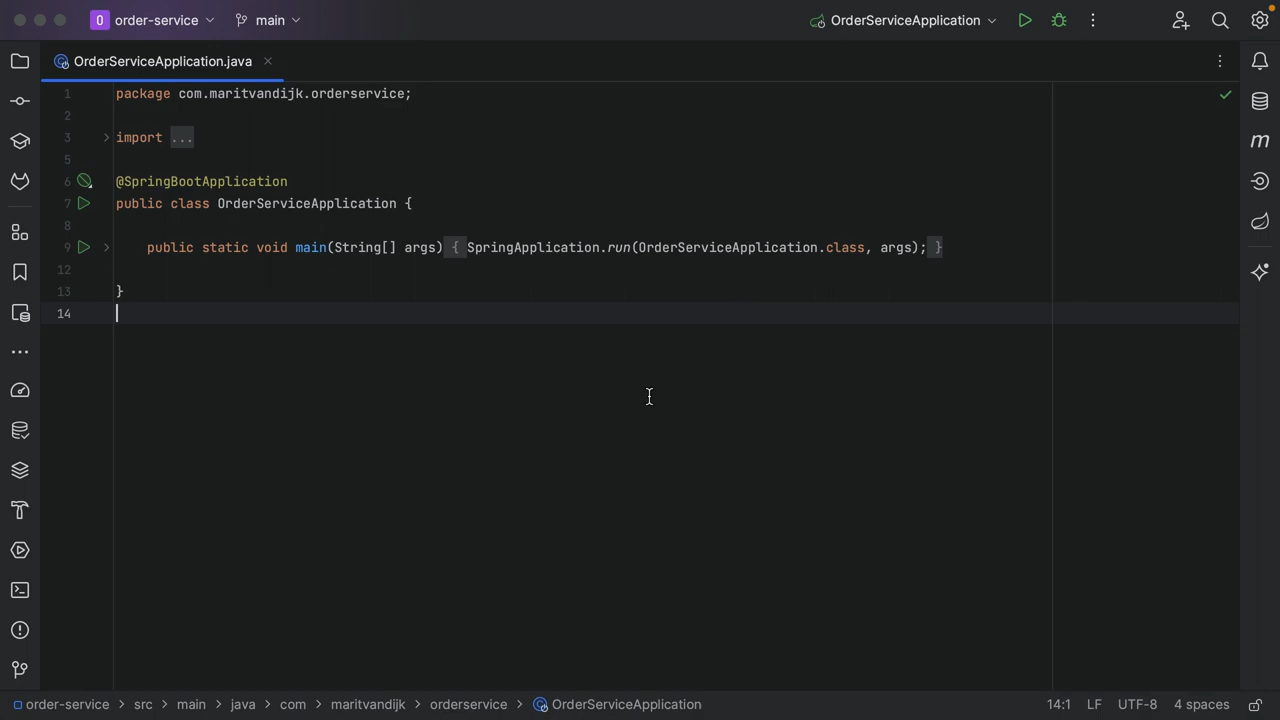 O order-service main OrderServiceApplication
OrderServiceApplication.java
1 package com.maritvandijk.orderservice;
2
3 import ...
5
6 @SpringBootApplication
7 public class OrderServiceApplication {
8
9 public static void main(String[] args) { SpringApplication.run(OrderServiceApplication.class, args); }
12
13 }
14
order-service > src > main > java > com > maritvandijk > orderservice > OrderServiceApplication 14:1 LF UTF-8 4 spaces